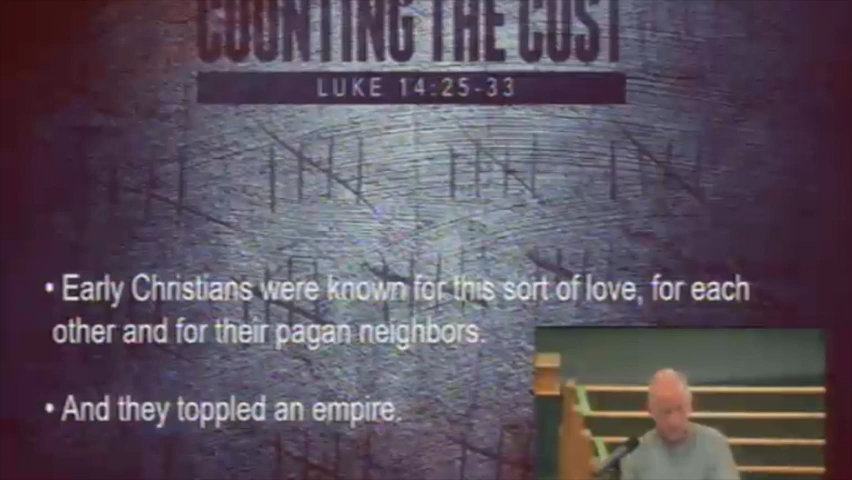 COUNTING THE COST
LUKE 14:25-33
• Early Christians were known for this sort of love, for each
other and for their pagan neighbors.
• And they toppled an empire.